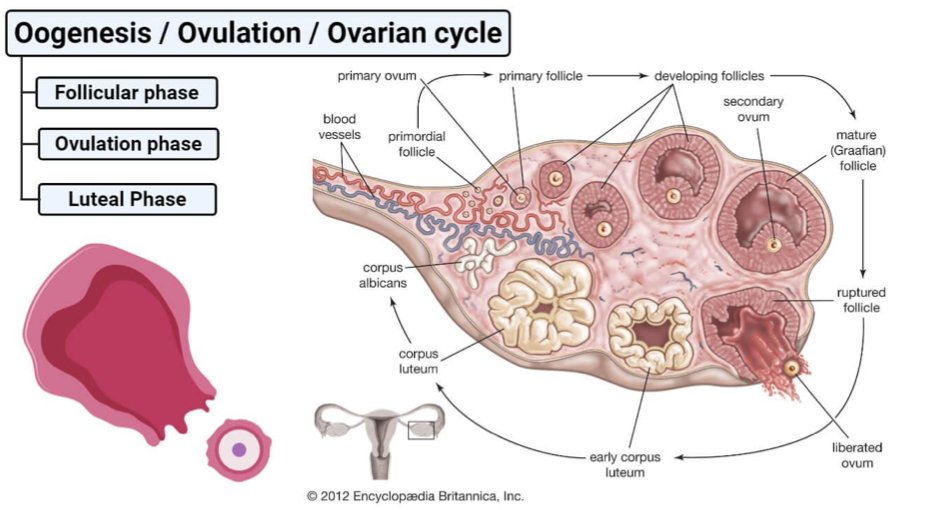 Oogenesis / Ovulation / Ovarian cycle
Follicular phase
Ovulation phase
Luteal Phase
primary ovum
primary follicle
developing follicles
secondary
ovum
blood
vessels
primordial
follicle
mature
(Graafian)
follicle
corpus
albicans
ruptured
follicle
corpus
luteum
early corpus
luteum
liberated
ovum
© 2012 Encyclopædia Britannica, Inc.